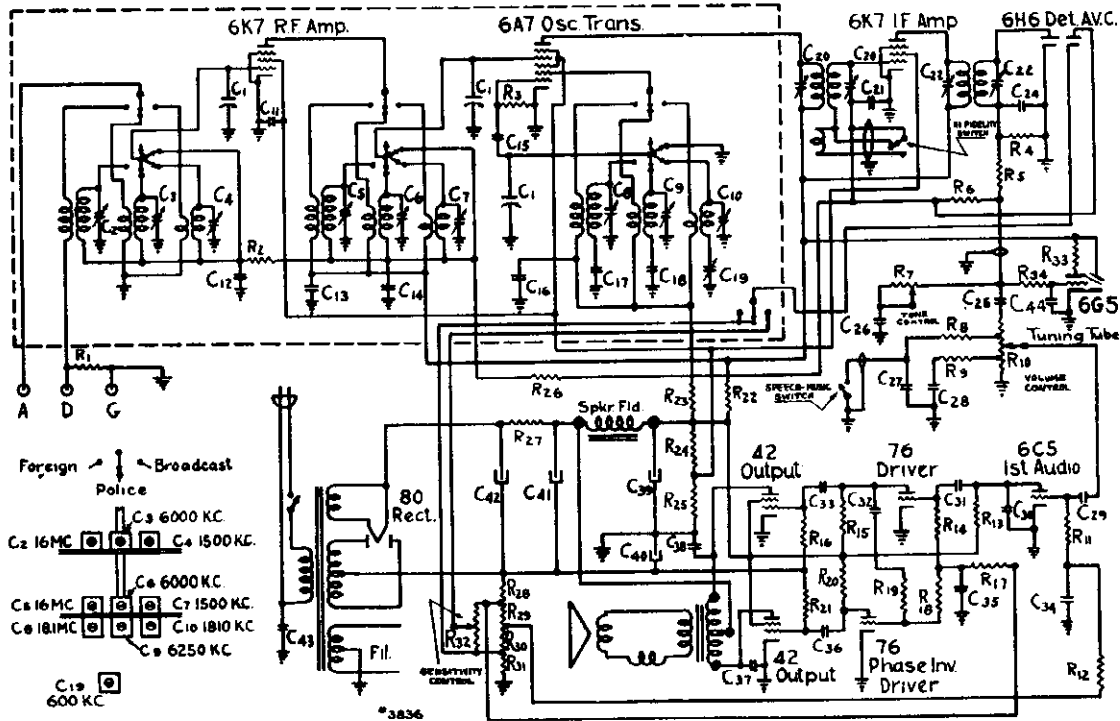 6K7 R.F. Amp.
6A7 Osc. Trans.
6K7 IF Amp
6H6 Det. A.V.C.
C1
C11
C1
R3
C15
C1
C20
C20
C21
C22
C22
C24
HI FIDELITY
SWITCH
R4
R5
R6
C2
C3
C4
C5
C6
C7
C8
C9
C10
R2
C12
C13
C14
C16
C17
C18
C19
R33
R34
R7
C25
C44
6G5
C26
TONE
CONTROL
R8
Tuning Tube
R1
A
D
G
R26
R23
R22
SPEECH-MUSIC
SWITCH
C27
R9
C28
R10
VOLUME
CONTROL
R27
Spkr. Fld.
R24
R25
Foreign
Broadcast
Police
C3 6000 KC.
C2 16MC
C4 1500 KC.
C6 6000 KC.
C5 16MC
C7 1500 KC.
C8 18.1MC
C10 1810 KC.
C9 6250 KC.
C19
600 KC
C43
80
Rect.
Fil.
C42
C41
C39
C40
C38
42
Output
76
Driver
6C5
1st Audio
C33
C32
C31
C30
C29
R15
R14
R13
R11
R16
R20
R19
R18
R17
R21
C35
C34
C36
R12
R28
R29
R30
R31
R32
SENSITIVITY
CONTROL
C37
42
Output
76
Phase Inv.
Driver
#3836